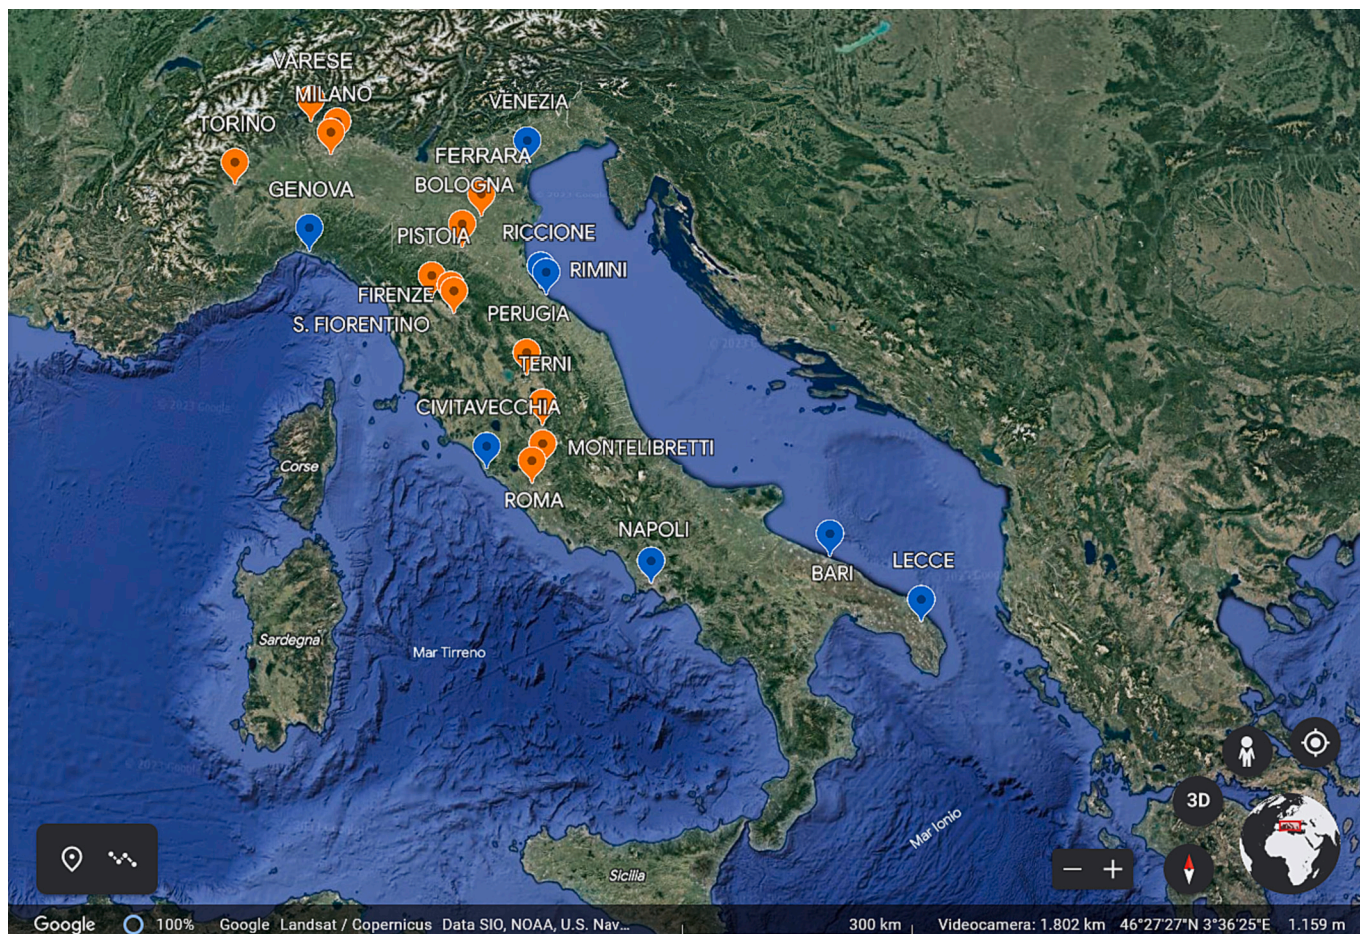 VARESE
MILANO
VENEZIA
TORINO
FERRARA
BOLOGNA
GENOVA
PISTOIA
RICCIONE
RIMINI
FIRENZE
PERUGIA
S. FIORENTINO
TERNI
CIVITAVECCHIA
MONTELIBRETTI
Corse
ROMA
NAPOLI
LECCE
BARI
Sardegna
Mar Tirreno
3D
Mar Ionio
Sicilia
Google 100% Google Landsat / Copernicus Data SIO, NOAA, U.S. Nav... 300 km Videocamera: 1.802 km 46°27'27"N 3°36'25"E 1.159 m